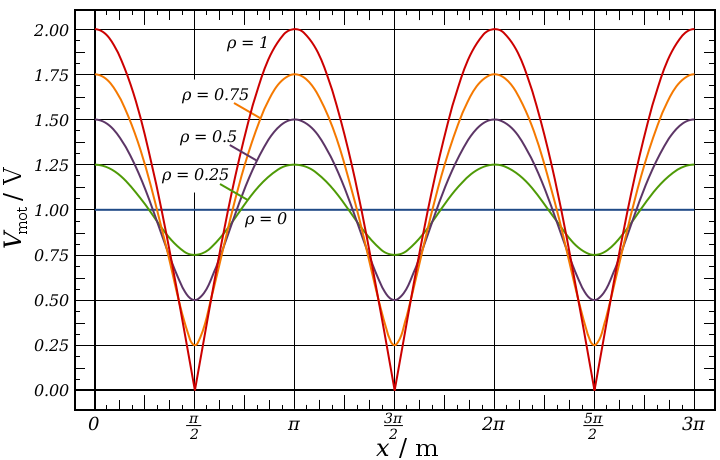 2.00
1.75
1.50
1.25
1.00
0.75
0.50
0.25
0.00
V_mot / V
ρ = 1
ρ = 0.75
ρ = 0.5
ρ = 0.25
ρ = 0
0 π/2 π 3π/2 2π 5π/2 3π
x / m